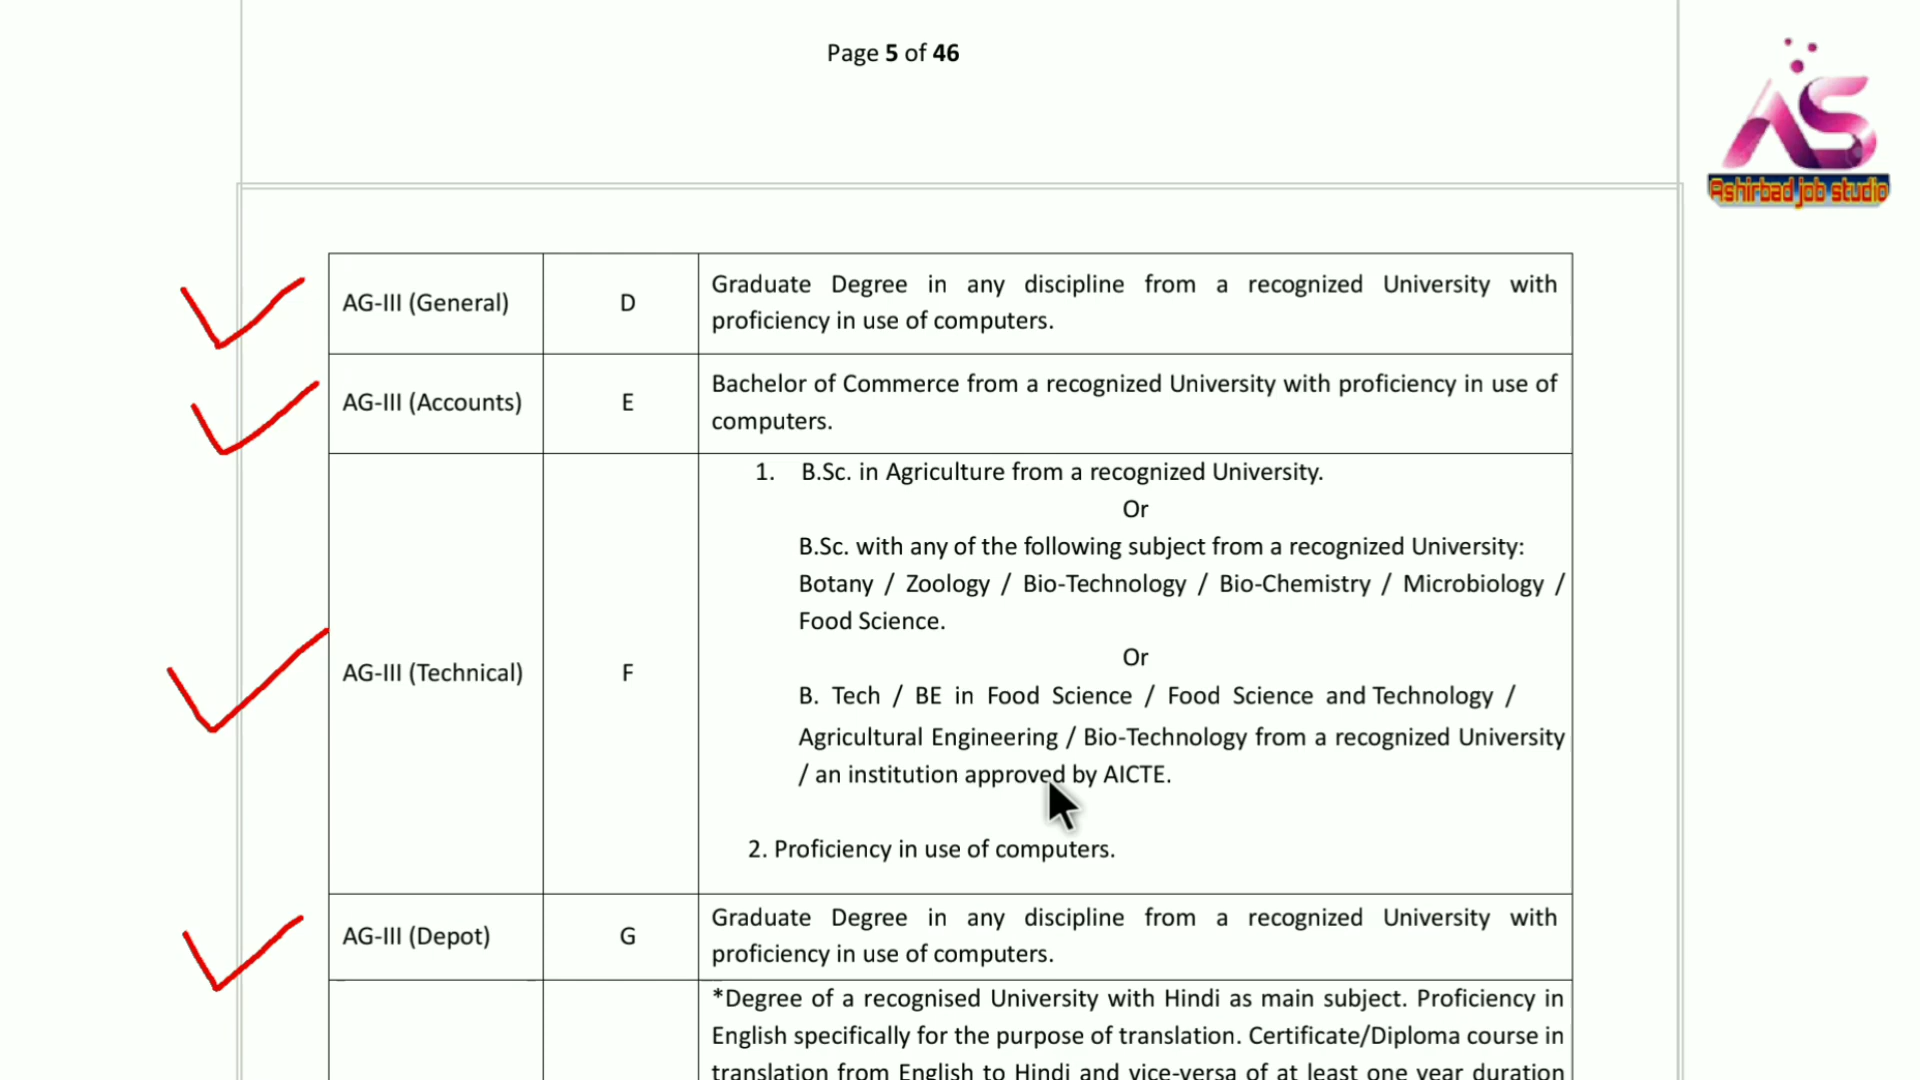 Page 5 of 46
Ashirbad job studio
AG-III (General)
D
Graduate Degree in any discipline from a recognized University with
proficiency in use of computers.
AG-III (Accounts)
E
Bachelor of Commerce from a recognized University with proficiency in use of
computers.
AG-III (Technical)
F
1. B.Sc. in Agriculture from a recognized University.
Or
B.Sc. with any of the following subject from a recognized University:
Botany / Zoology / Bio-Technology / Bio-Chemistry / Microbiology /
Food Science.
Or
B. Tech / BE in Food Science / Food Science and Technology /
Agricultural Engineering / Bio-Technology from a recognized University
/ an institution approved by AICTE.
2. Proficiency in use of computers.
AG-III (Depot)
G
Graduate Degree in any discipline from a recognized University with
proficiency in use of computers.
*Degree of a recognised University with Hindi as main subject. Proficiency in
English specifically for the purpose of translation. Certificate/Diploma course in
translation from English to Hindi and vice-versa of at least one year duration